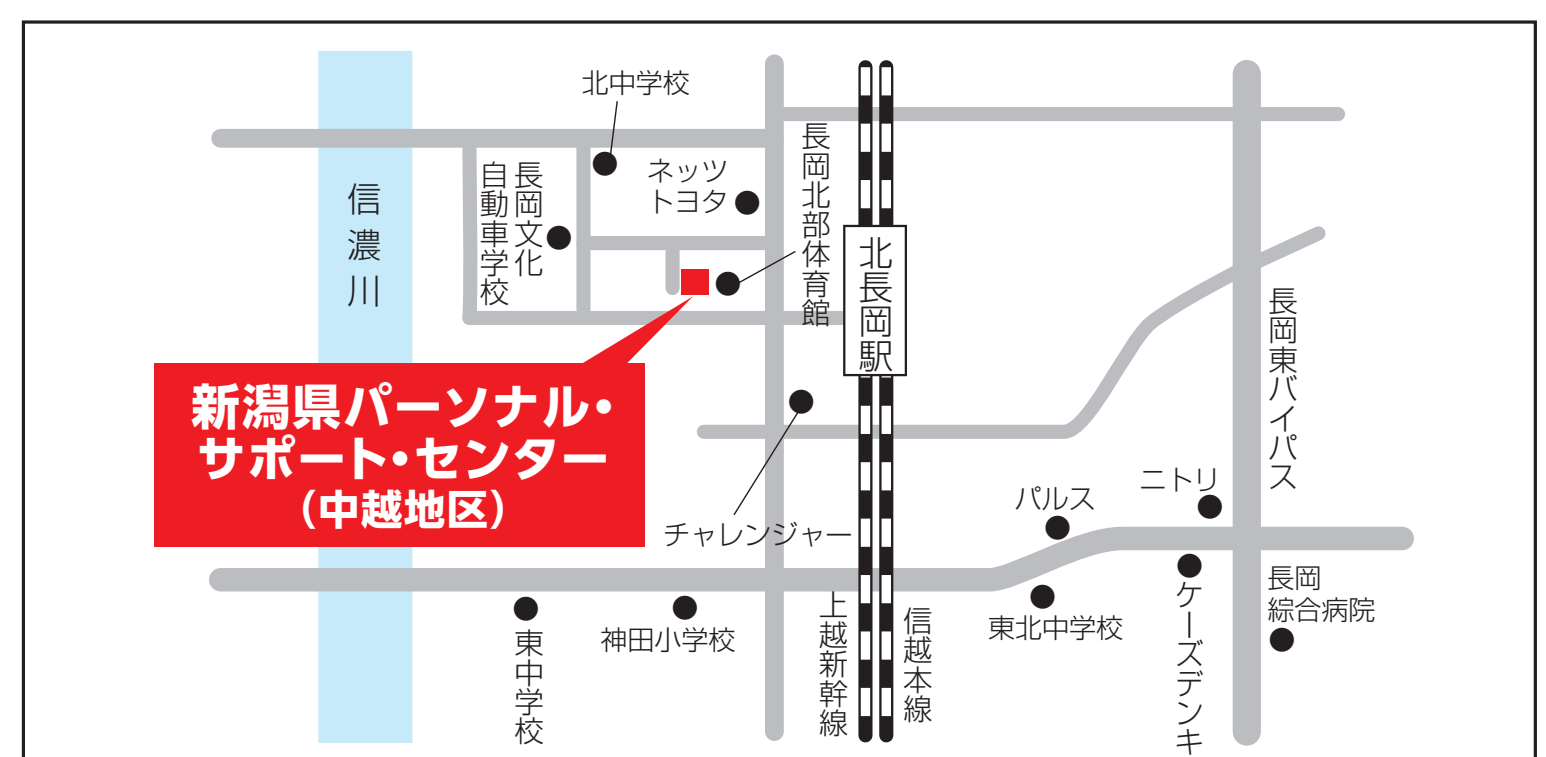 北中学校
長岡文化
自動車学校
ネッツ
トヨタ
長岡北部体育館
信濃川
北長岡駅
長岡東バイパス
新潟県パーソナル・
サポート・センター
(中越地区)
チャレンジャー
パルス
ニトリ
東中学校
神田小学校
上越新幹線
信越本線
東北中学校
ケーズデンキ
長岡
綜合病院